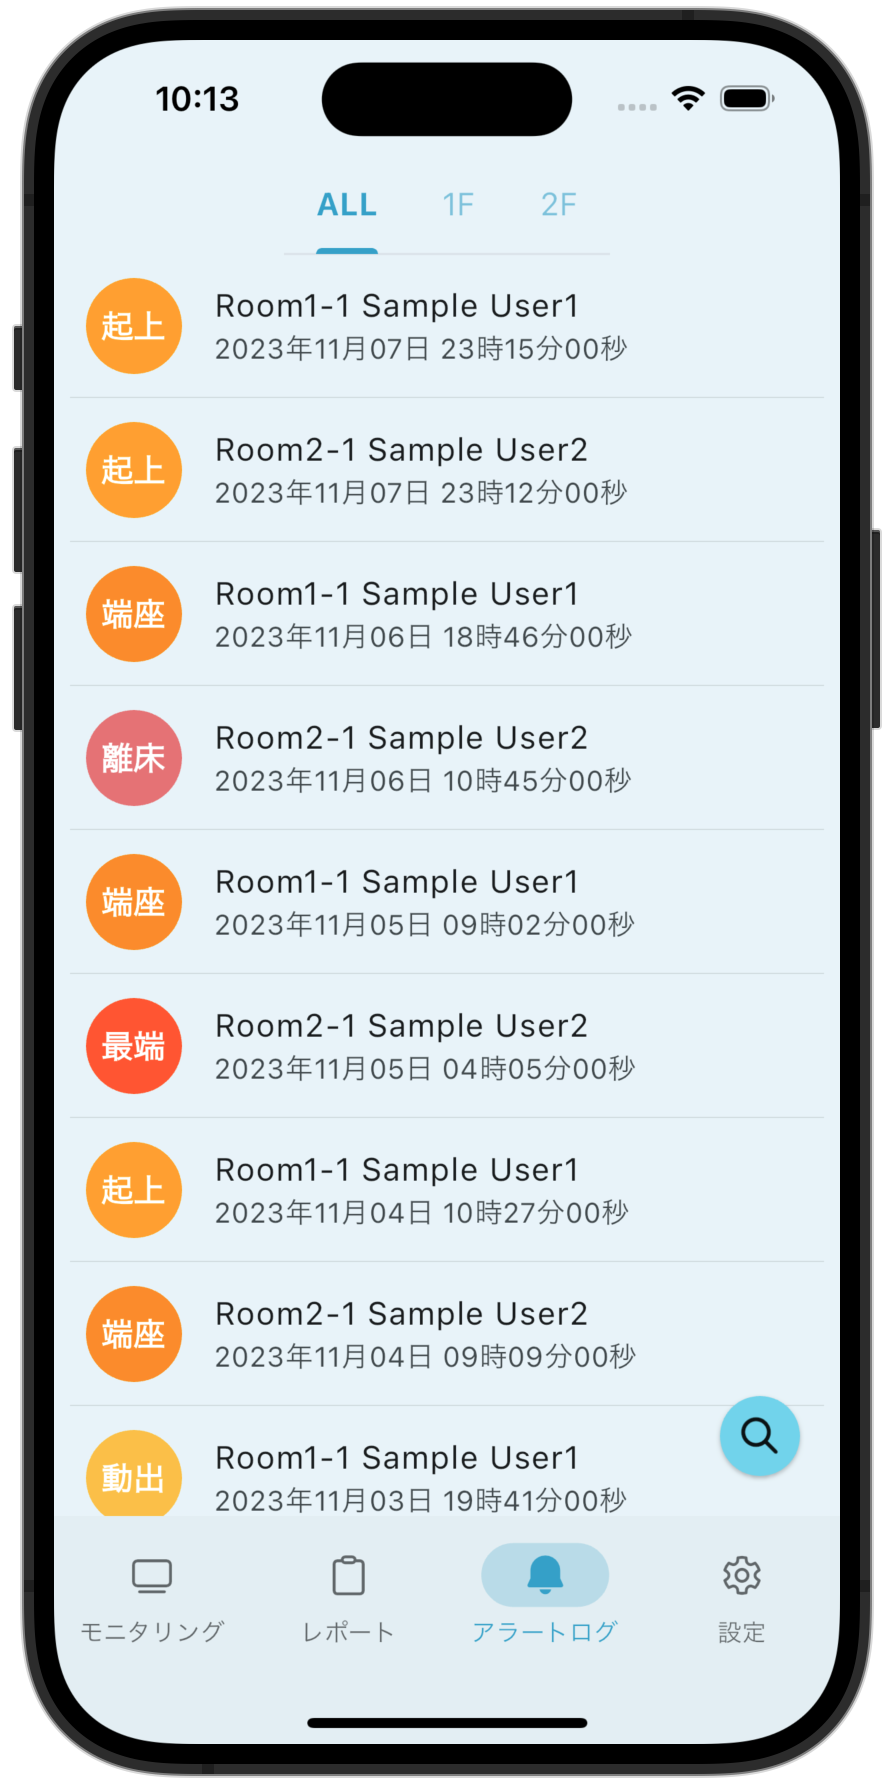 10:13
ALL 1F 2F
起上
Room1-1 Sample User1
2023年11月07日 23時15分00秒
起上
Room2-1 Sample User2
2023年11月07日 23時12分00秒
端座
Room1-1 Sample User1
2023年11月06日 18時46分00秒
離床
Room2-1 Sample User2
2023年11月06日 10時45分00秒
端座
Room1-1 Sample User1
2023年11月05日 09時02分00秒
最端
Room2-1 Sample User2
2023年11月05日 04時05分00秒
起上
Room1-1 Sample User1
2023年11月04日 10時27分00秒
端座
Room2-1 Sample User2
2023年11月04日 09時09分00秒
動出
Room1-1 Sample User1
2023年11月03日 19時41分00秒
モニタリング レポート アラートログ 設定